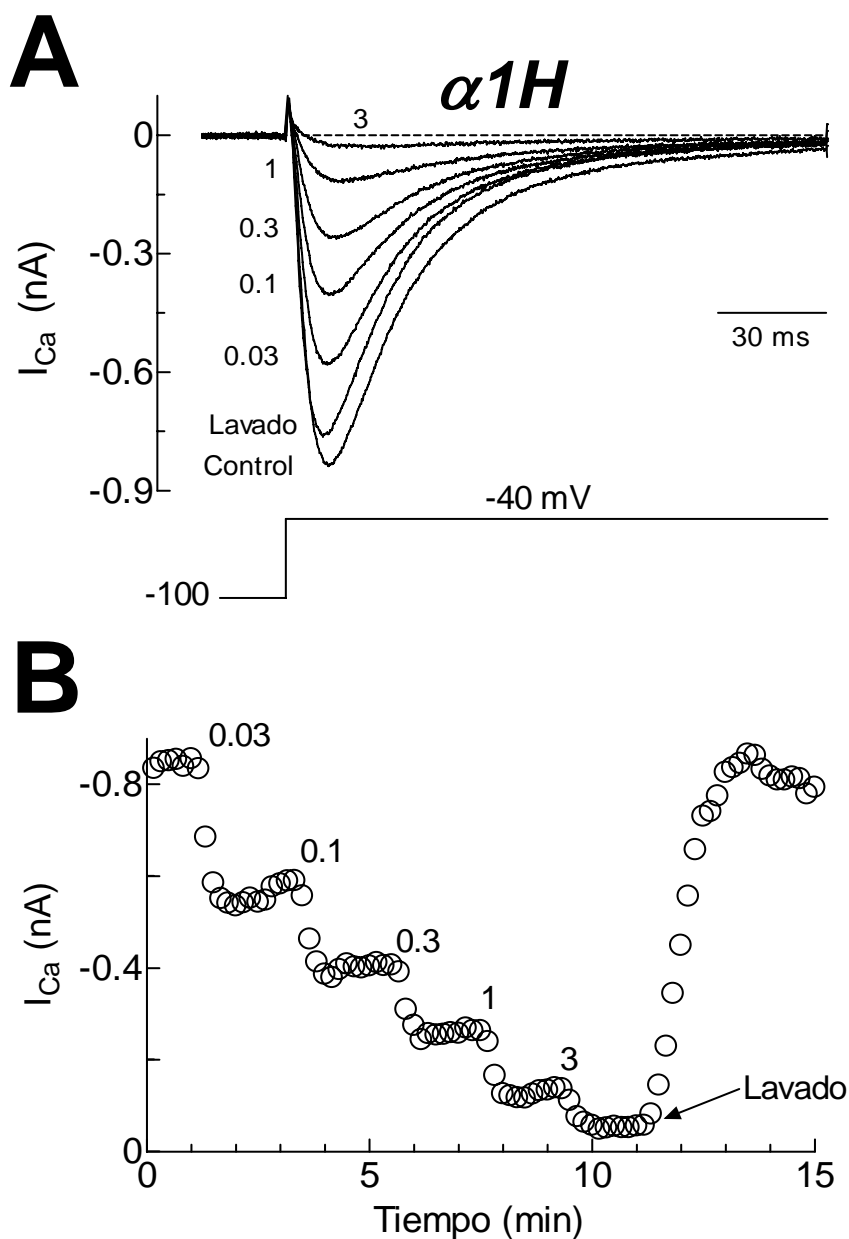 A
α1H
3
0
1
0.3
-0.3
0.1
I_Ca (nA)
30 ms
0.03
-0.6
Lavado
Control
-0.9
-40 mV
-100
B
0.03
-0.8
0.1
0.3
-0.4
I_Ca (nA)
1
3
Lavado
0
0 5 10 15
Tiempo (min)